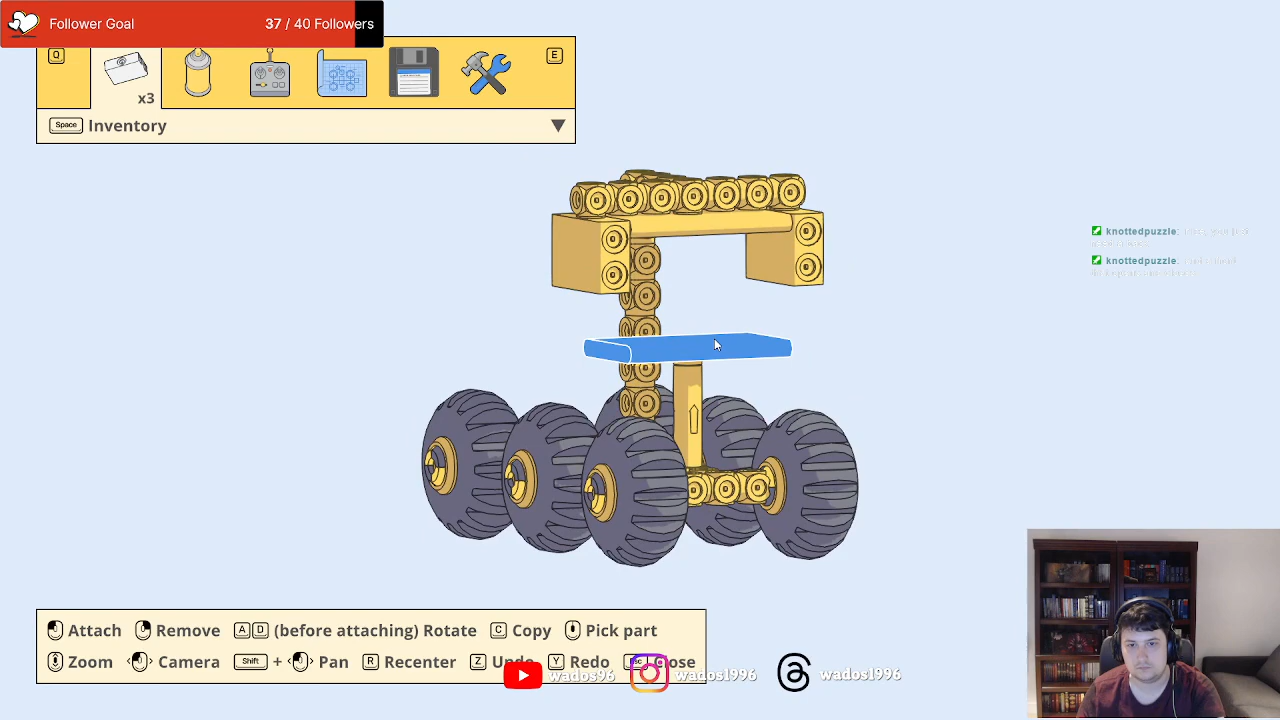 Follower Goal
37 / 40 Followers
Q
E
x3
Space Inventory
knottedpuzzle:
knottedpuzzle:
Attach Remove A D (before attaching) Rotate C Copy Pick part
Zoom Camera Shift + Pan R Recenter Z Undo Y Redo
wados96 wados1996 wados1996